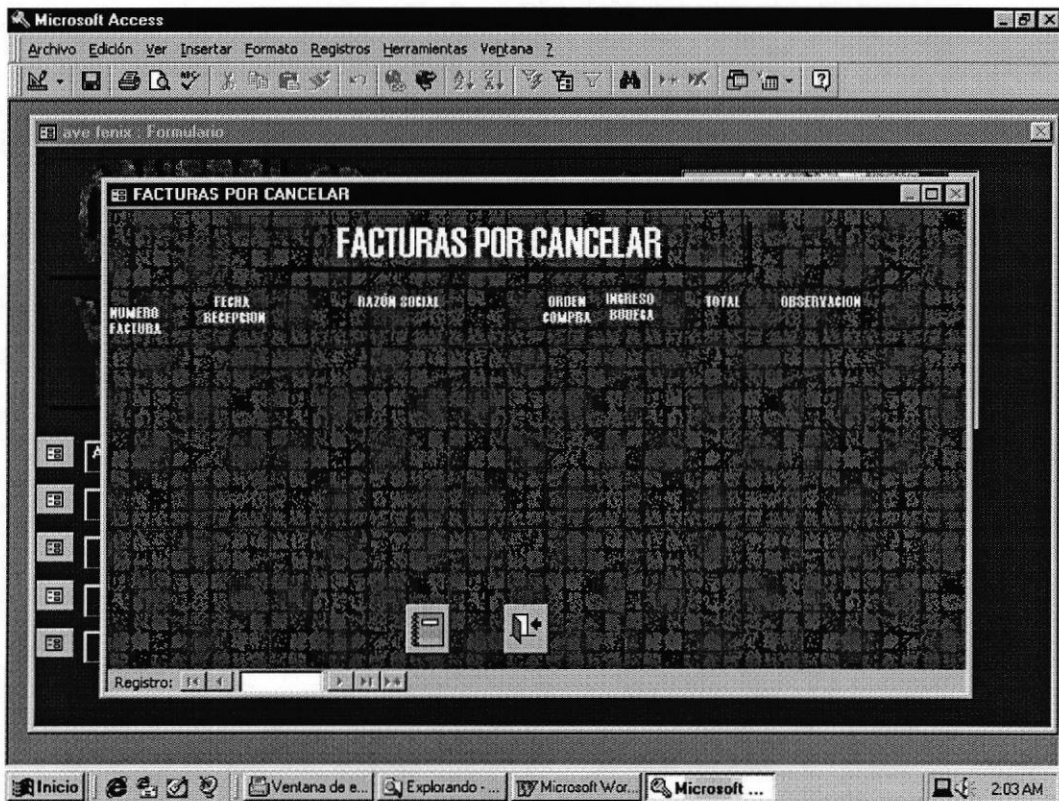 Microsoft Access
Archivo Edición Ver Insertar Formato Registros Herramientas Ventana ?
ave fenix : Formulario
FACTURAS POR CANCELAR
FACTURAS POR CANCELAR
NUMERO FACTURA
FECHA RECEPCION
RAZÓN SOCIAL
ORDEN COMPRA
INGRESO BODEGA
TOTAL
OBSERVACION
A
Registro:
Inicio Ventana de e... Explorando - ... Microsoft Wor... Microsoft ... 2:03 AM